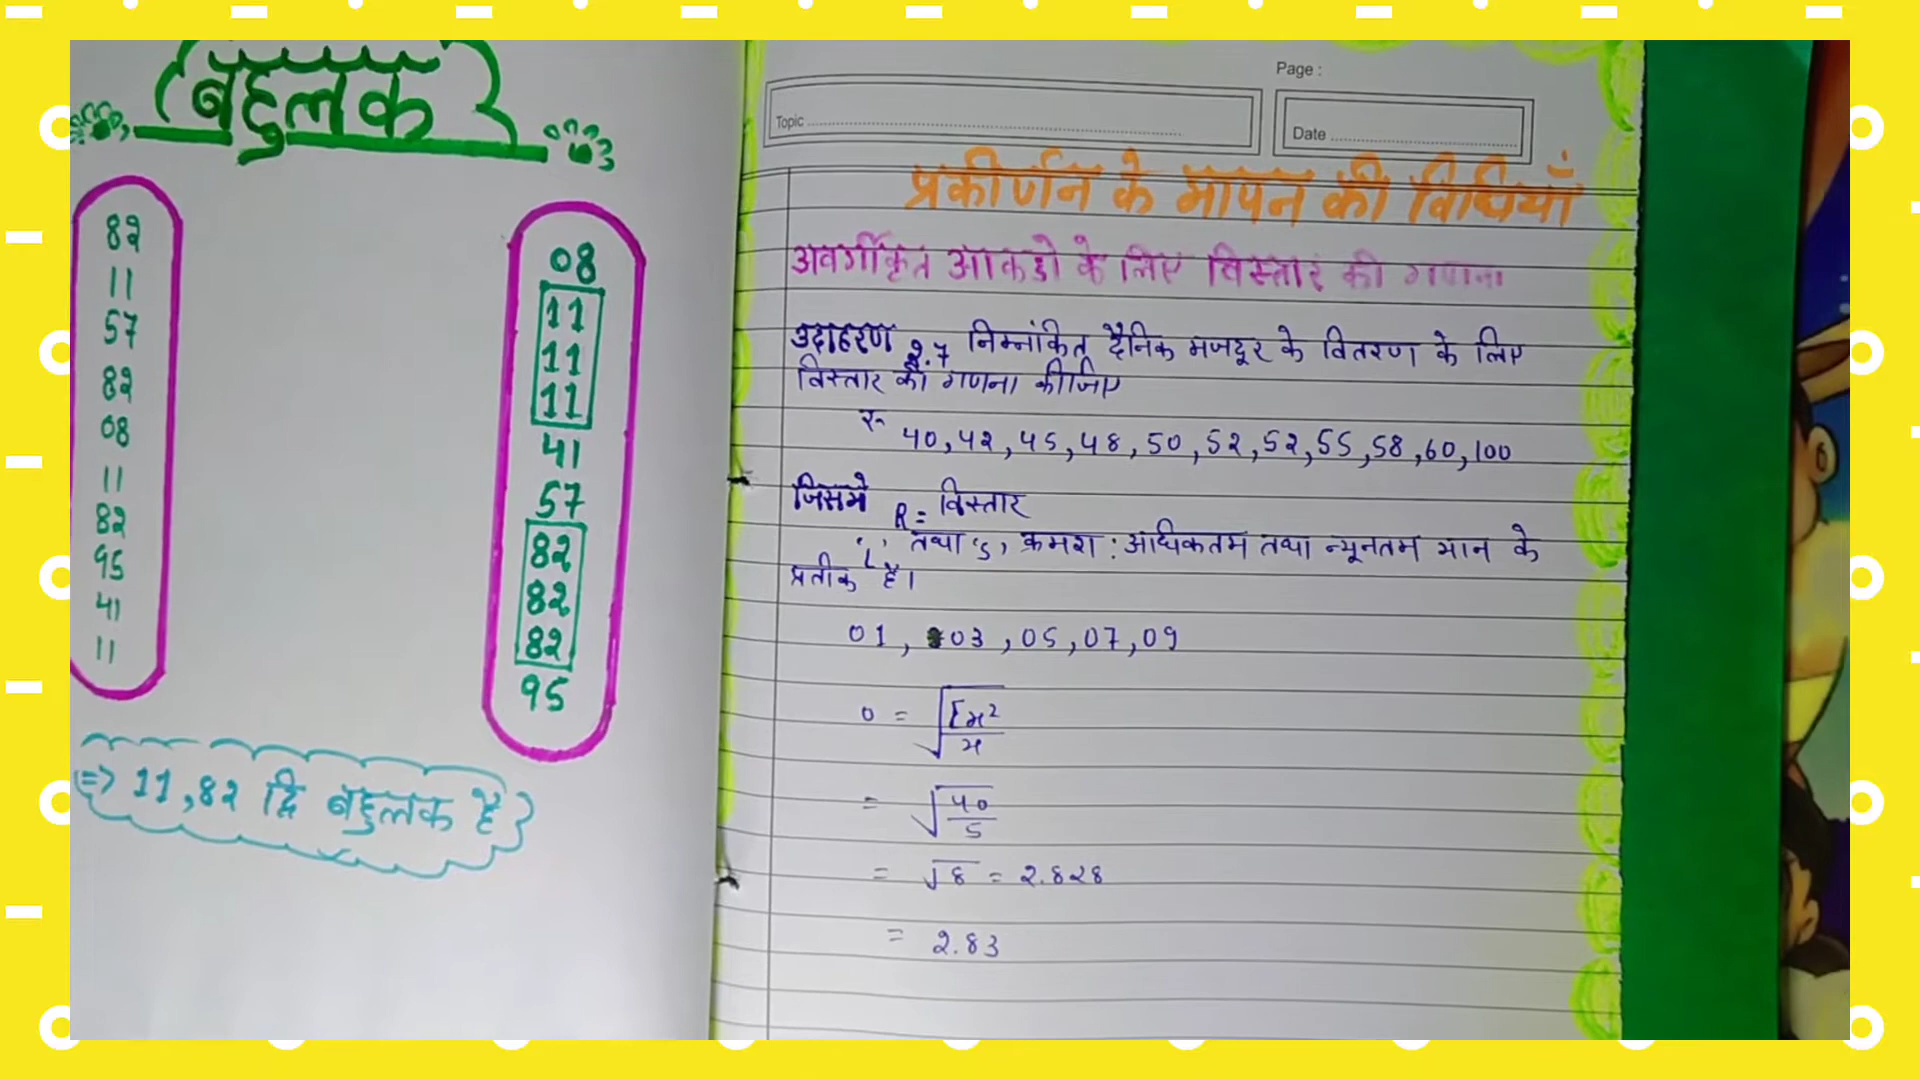 बहुलक
82
11
57
82
08
11
82
95
41
11
08
11
11
11
41
57
82
82
82
95
=> 11,82 द्वि बहुलक है
Page :
Topic
Date
प्रकीर्णन के मापन की विधियाँ
अवर्गीकृत आकडो के लिए विस्तार की गणना
उदाहरण 2.7 निम्नांकित दैनिक मजदूर के वितरण के लिए
विस्तार की गणना कीजिए
40,42,45,48,50,52,52,55,58,60,100
जिसमे R = विस्तार
'L' तथा 'S' क्रमश : अधिकतम तथा न्यूनतम मान के
प्रतीक है।
01, 03, 05, 07, 09
= √40/5
= √8 = 2.828
= 2.83